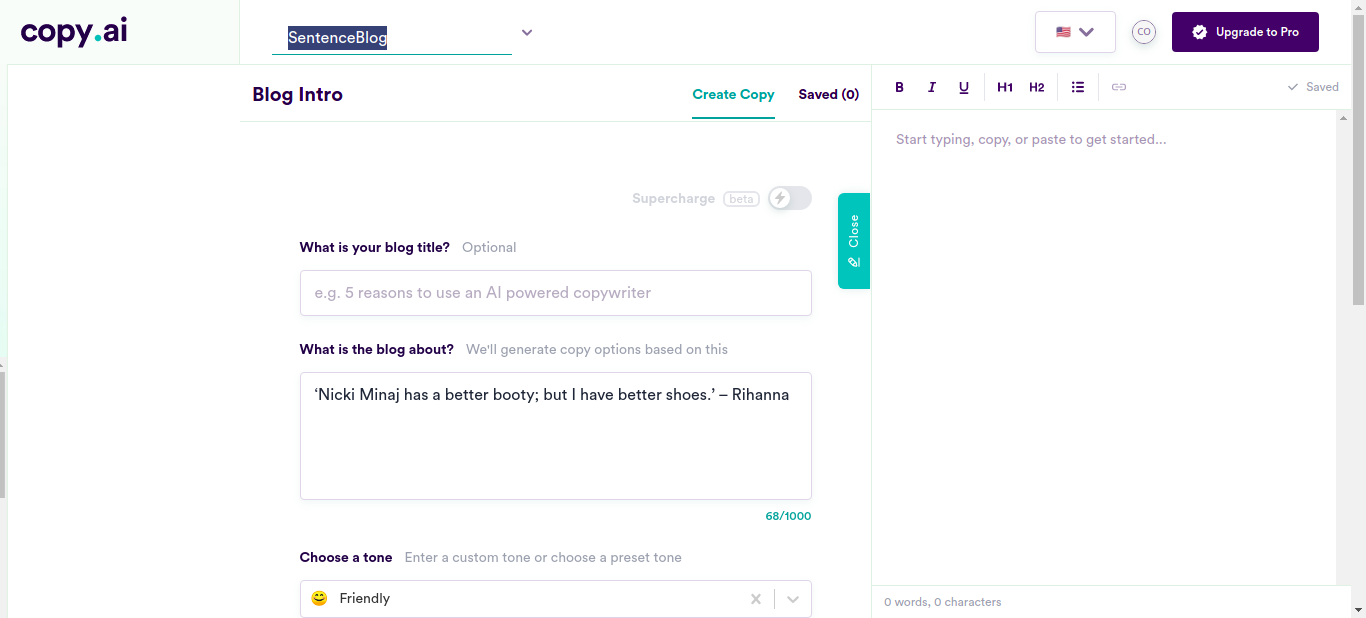 copy.ai
SentenceBlog
CO
Upgrade to Pro
Blog Intro
Create Copy
Saved (0)
B I U H1 H2
Saved
Start typing, copy, or paste to get started...
Supercharge beta
Close
What is your blog title? Optional
e.g. 5 reasons to use an AI powered copywriter
What is the blog about? We'll generate copy options based on this
‘Nicki Minaj has a better booty; but I have better shoes.’ – Rihanna
68/1000
Choose a tone Enter a custom tone or choose a preset tone
Friendly
0 words, 0 characters